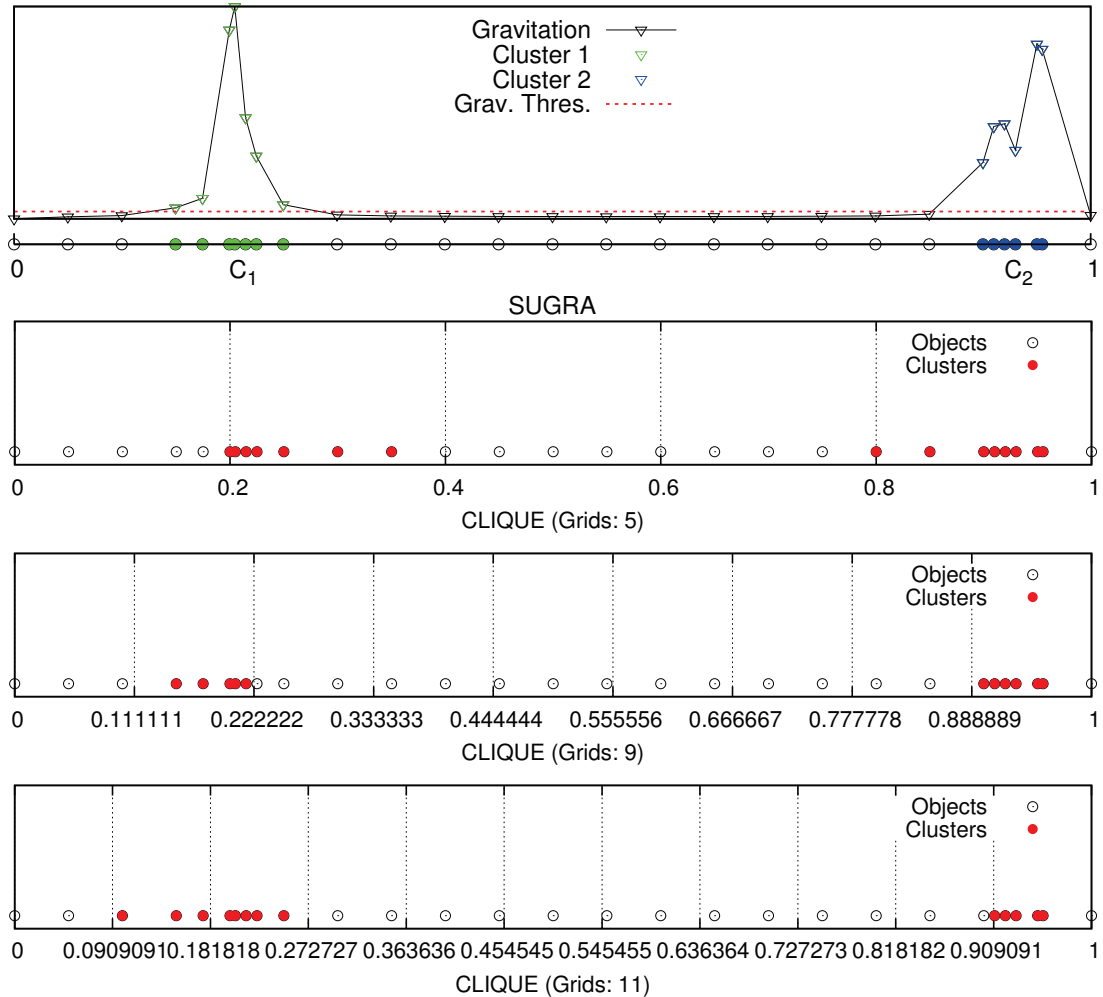 Gravitation
Cluster 1
Cluster 2
Grav. Thres.
0 C1 C2 1
SUGRA
Objects
Clusters
0 0.2 0.4 0.6 0.8 1
CLIQUE (Grids: 5)
Objects
Clusters
0 0.111111 0.222222 0.333333 0.444444 0.555556 0.666667 0.777778 0.888889 1
CLIQUE (Grids: 9)
Objects
Clusters
0 0.0909091 0.181818 0.272727 0.363636 0.454545 0.545455 0.636364 0.727273 0.818182 0.909091 1
CLIQUE (Grids: 11)